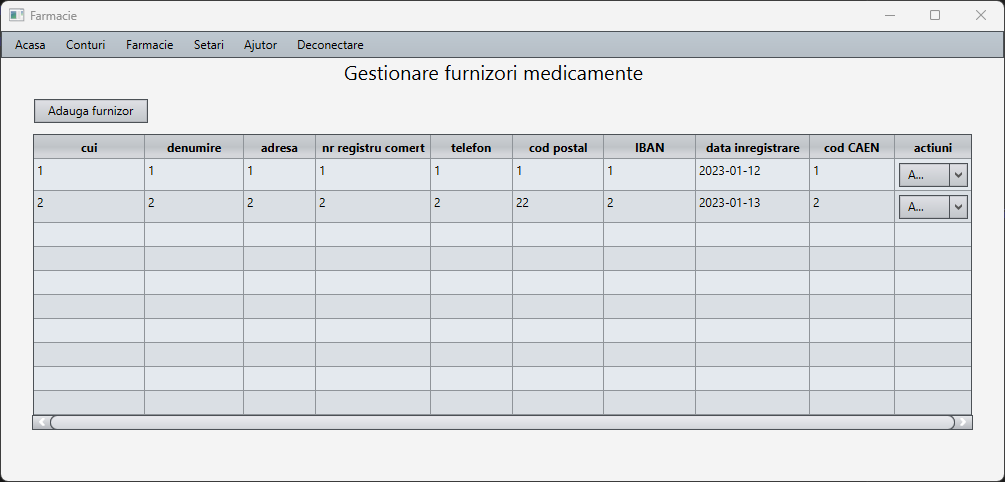 Farmacie
Acasa Conturi Farmacie Setari Ajutor Deconectare
Gestionare furnizori medicamente
Adauga furnizor
cui denumire adresa nr registru comert telefon cod postal IBAN data inregistrare cod CAEN actiuni
1 1 1 1 1 1 1 2023-01-12 1 A...
2 2 2 2 2 22 2 2023-01-13 2 A...